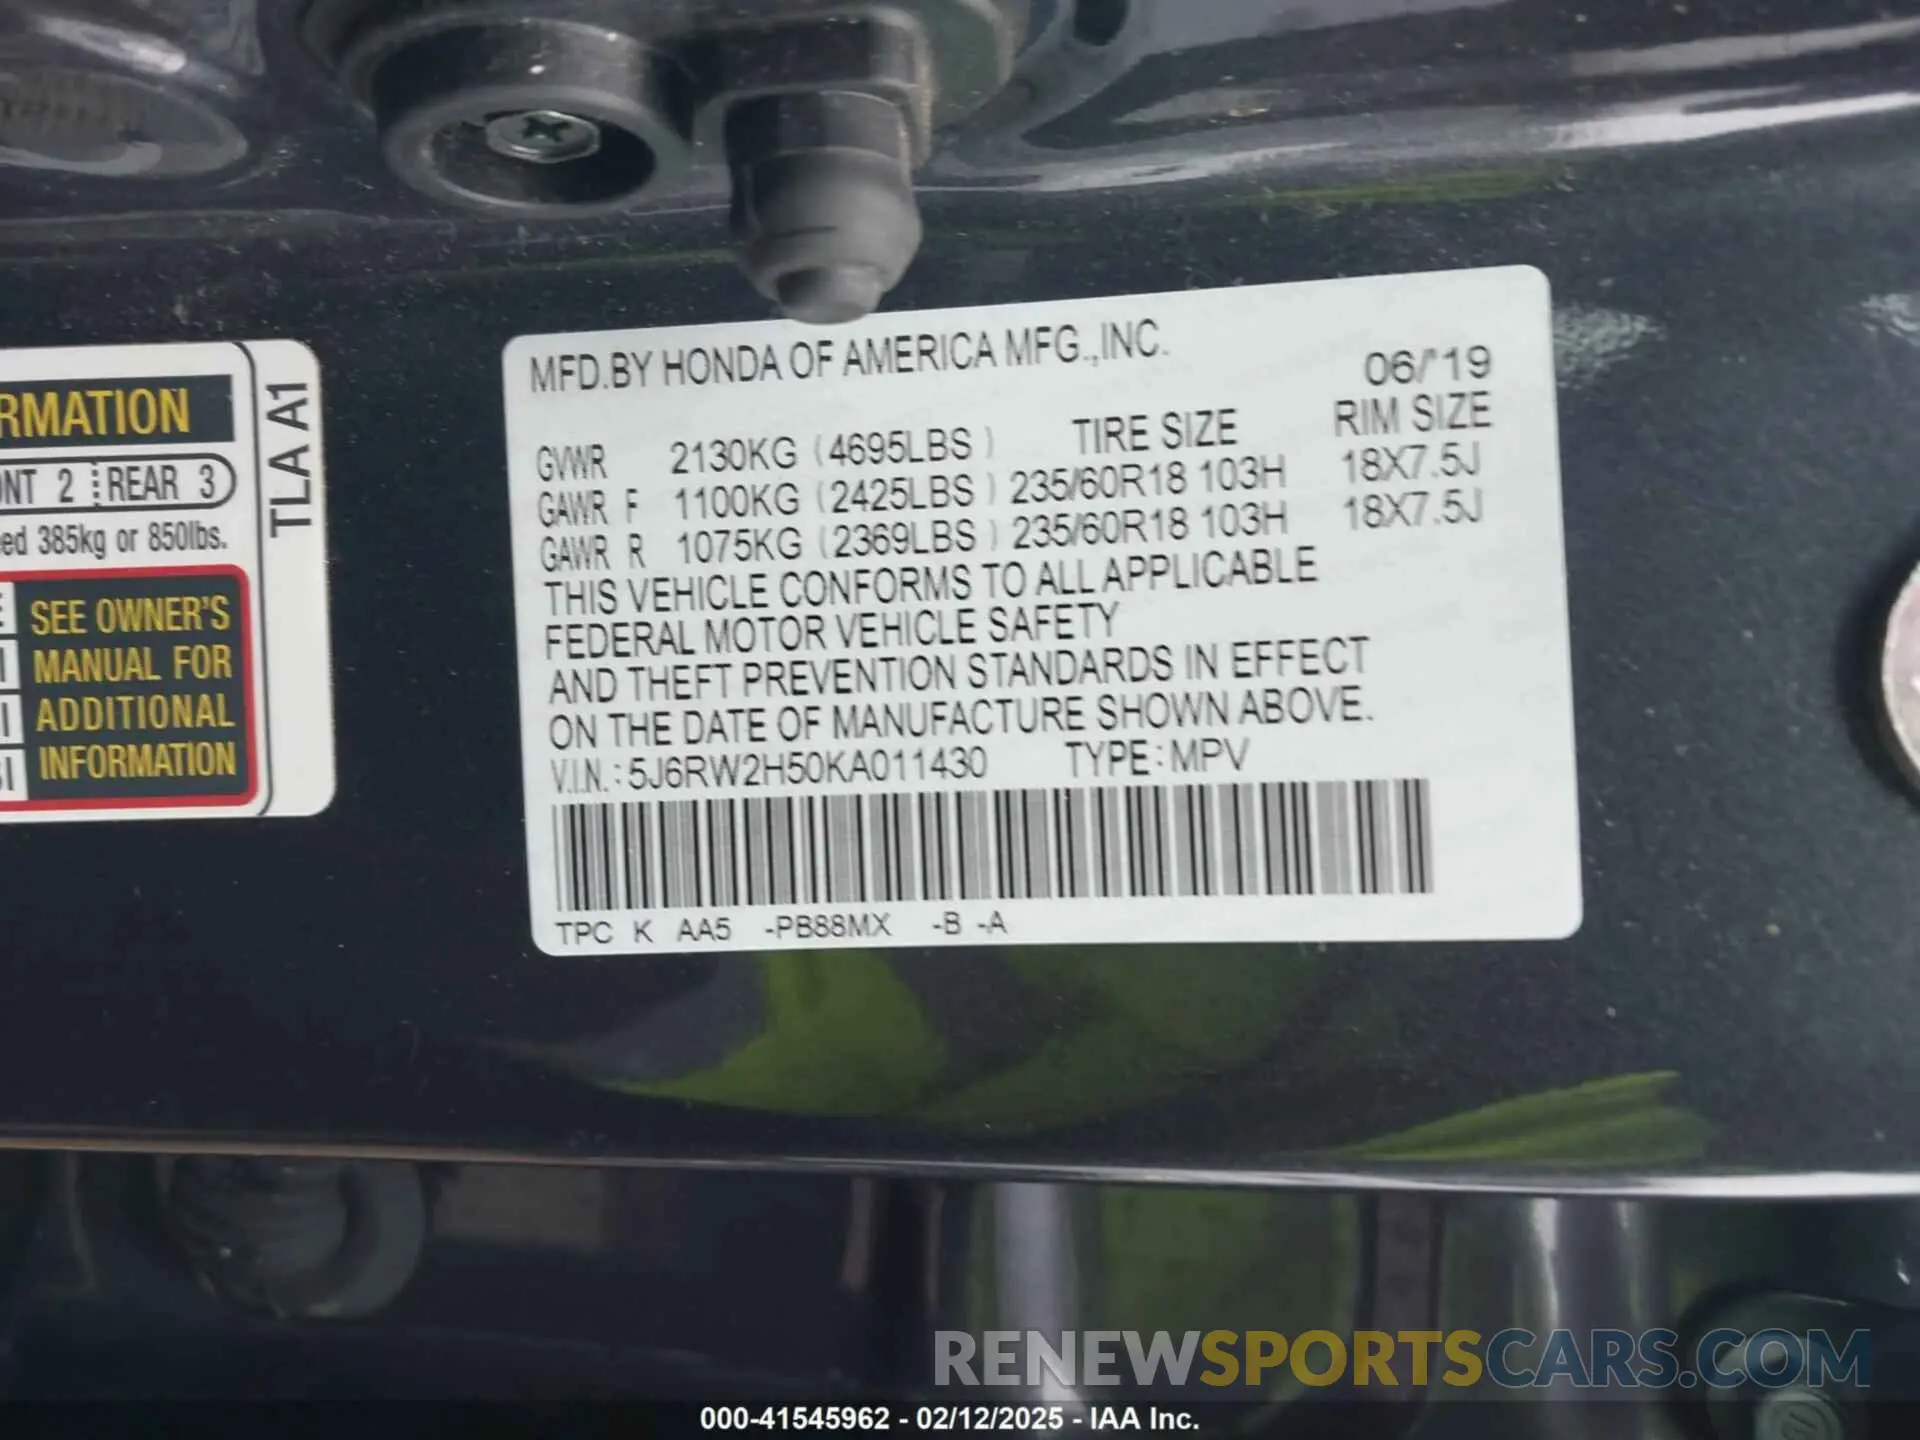 RMATION
NT 2 REAR 3
ed 385kg or 850lbs.
SEE OWNER'S
MANUAL FOR
ADDITIONAL
INFORMATION
TLA A1
MFD.BY HONDA OF AMERICA MFG.,INC.
06/'19
GVWR 2130KG (4695LBS ) TIRE SIZE RIM SIZE
GAWR F 1100KG (2425LBS ) 235/60R18 103H 18X7.5J
GAWR R 1075KG (2369LBS ) 235/60R18 103H 18X7.5J
THIS VEHICLE CONFORMS TO ALL APPLICABLE
FEDERAL MOTOR VEHICLE SAFETY
AND THEFT PREVENTION STANDARDS IN EFFECT
ON THE DATE OF MANUFACTURE SHOWN ABOVE.
V.I.N.: 5J6RW2H50KA011430 TYPE: MPV
TPC K AA5 -PB88MX -B -A
RENEWSPORTSCARS.COM
000-41545962 - 02/12/2025 - IAA Inc.